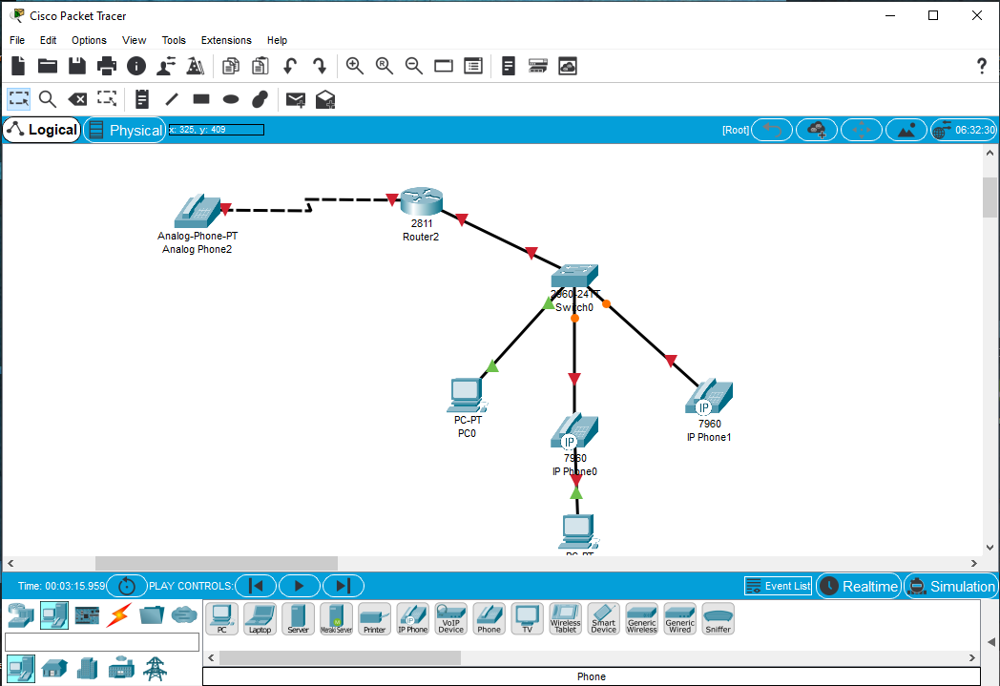 Cisco Packet Tracer
File Edit Options View Tools Extensions Help
?
Logical Physical x: 325, y: 409 [Root] 06:32:30
2811
Router2
Analog-Phone-PT
Analog Phone2
2960-24TT
Switch0
PC-PT
PC0
IP
7960
IP Phone1
IP
7960
IP Phone0
PC-PT
Time: 00:03:15.959 PLAY CONTROLS: Event List Realtime Simulation
PC Laptop Server Meraki Server Printer IP Phone VoIP Device Phone TV Wireless Tablet Smart Device Generic Wireless Generic Wired Sniffer
Phone